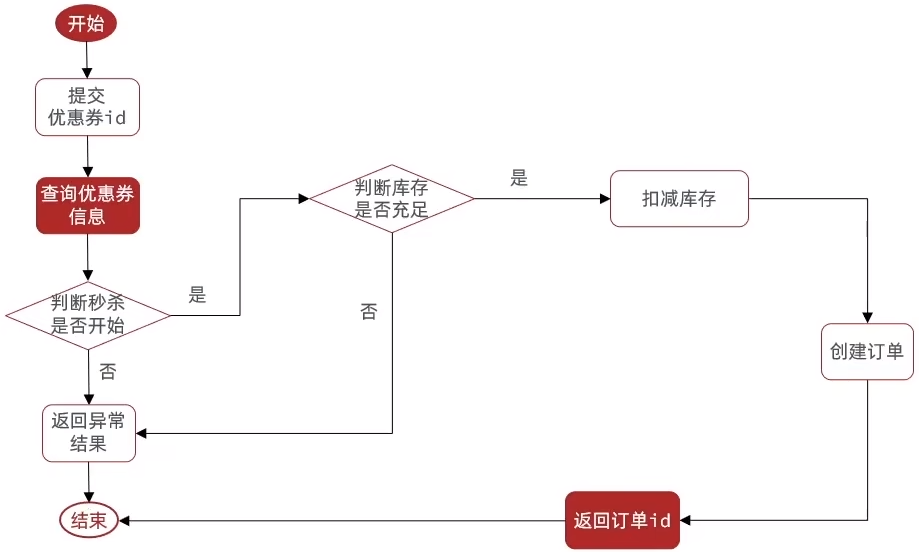 开始
提交
优惠券id
查询优惠券
信息
判断秒杀
是否开始
是
否
返回异常
结果
结束
判断库存
是否充足
是
否
扣减库存
创建订单
返回订单id